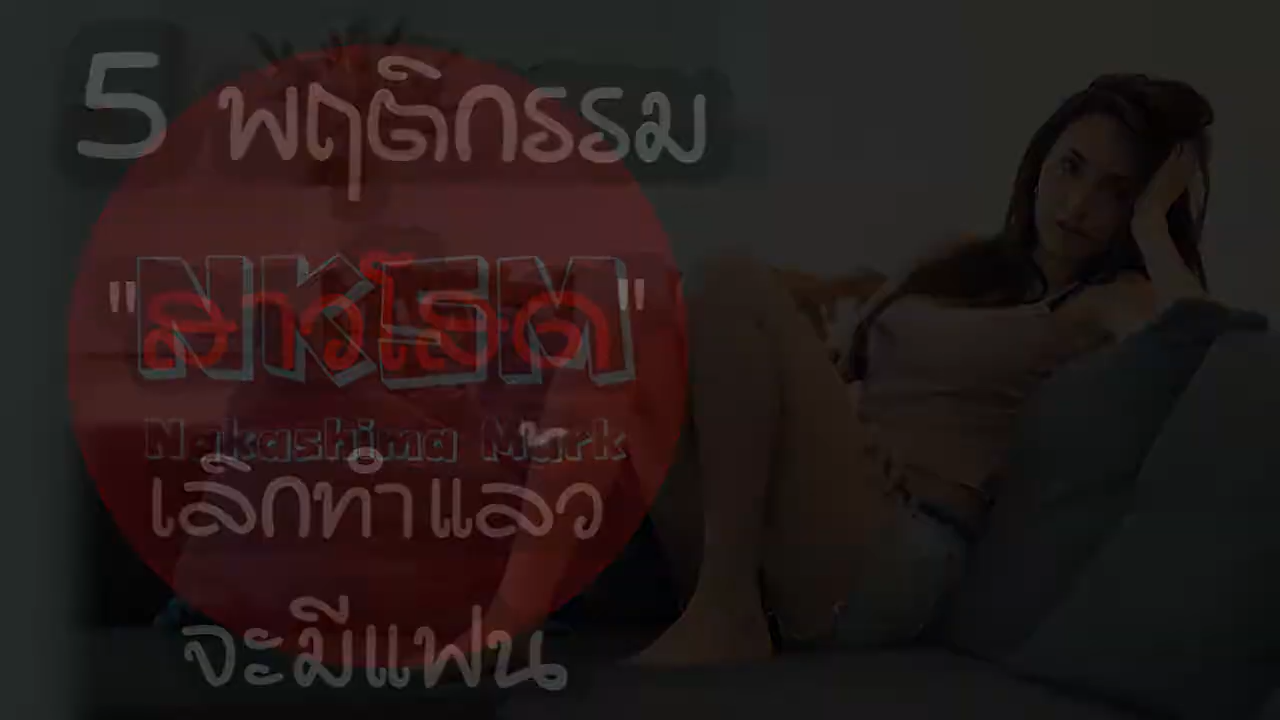 5 พฤติกรรม
"สาวโสด"
NKSM
Nakashima Mark
เลิกทำแล้ว
จะมีแฟน